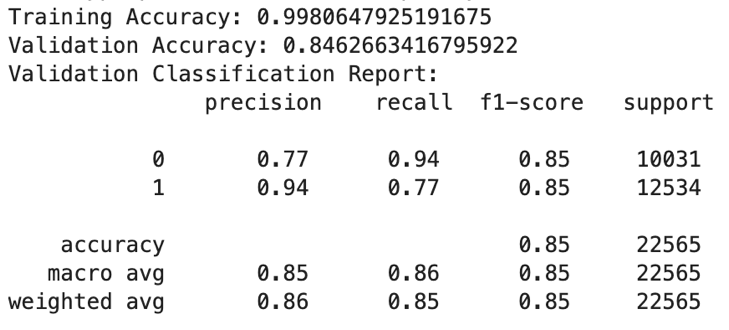 Training Accuracy: 0.9980647925191675
Validation Accuracy: 0.8462663416795922
Validation Classification Report:
precision recall f1-score support
0 0.77 0.94 0.85 10031
1 0.94 0.77 0.85 12534
accuracy 0.85 22565
macro avg 0.85 0.86 0.85 22565
weighted avg 0.86 0.85 0.85 22565